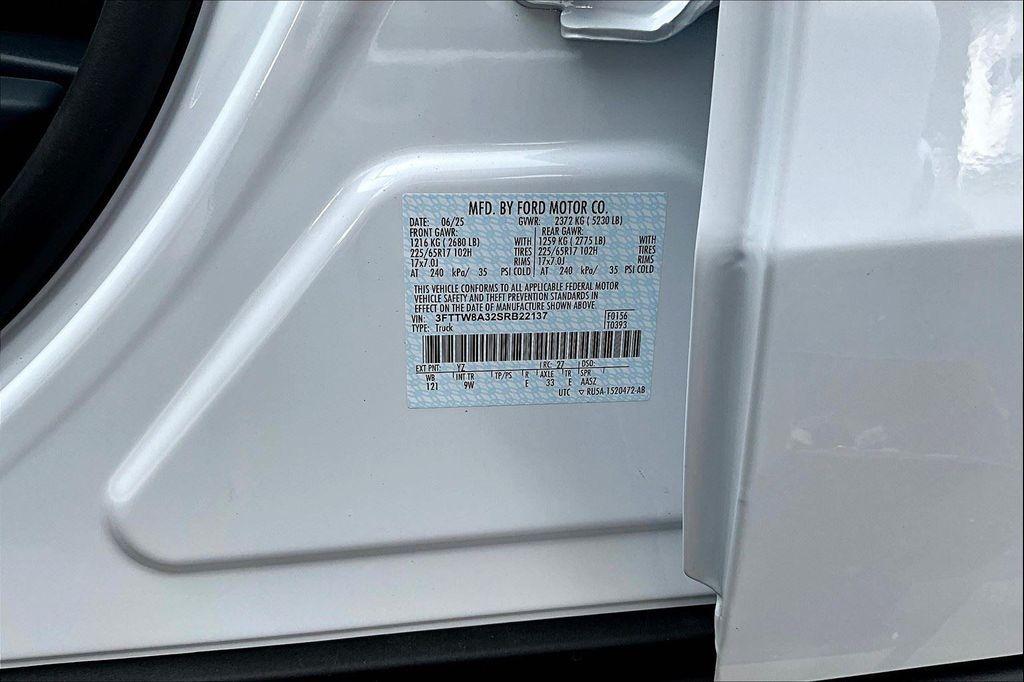 MFD. BY FORD MOTOR CO.
DATE: 06/25 GVWR: 2372 KG ( 5230 LB)
FRONT GAWR: REAR GAWR:
1216 KG ( 2680 LB) WITH 1259 KG ( 2775 LB) WITH
225/65R17 102H TIRES 225/65R17 102H TIRES
17x7.0J RIMS 17x7.0J RIMS
AT 240 kPa/ 35 PSI COLD AT 240 kPa/ 35 PSI COLD
THIS VEHICLE CONFORMS TO ALL APPLICABLE FEDERAL MOTOR
VEHICLE SAFETY AND THEFT PREVENTION STANDARDS IN
EFFECT ON THE DATE OF MANUFACTURE SHOWN ABOVE.
VIN: 3FTTW8A32SRB22137 F0156
TYPE: Truck T0393
EXT PNT: YZ RC: 27 DSO:
WB INT TR TP/PS R AXLE TR SPR
121 9W E 33 E AASZ
UTC ▽ RU5A-1520472-AB